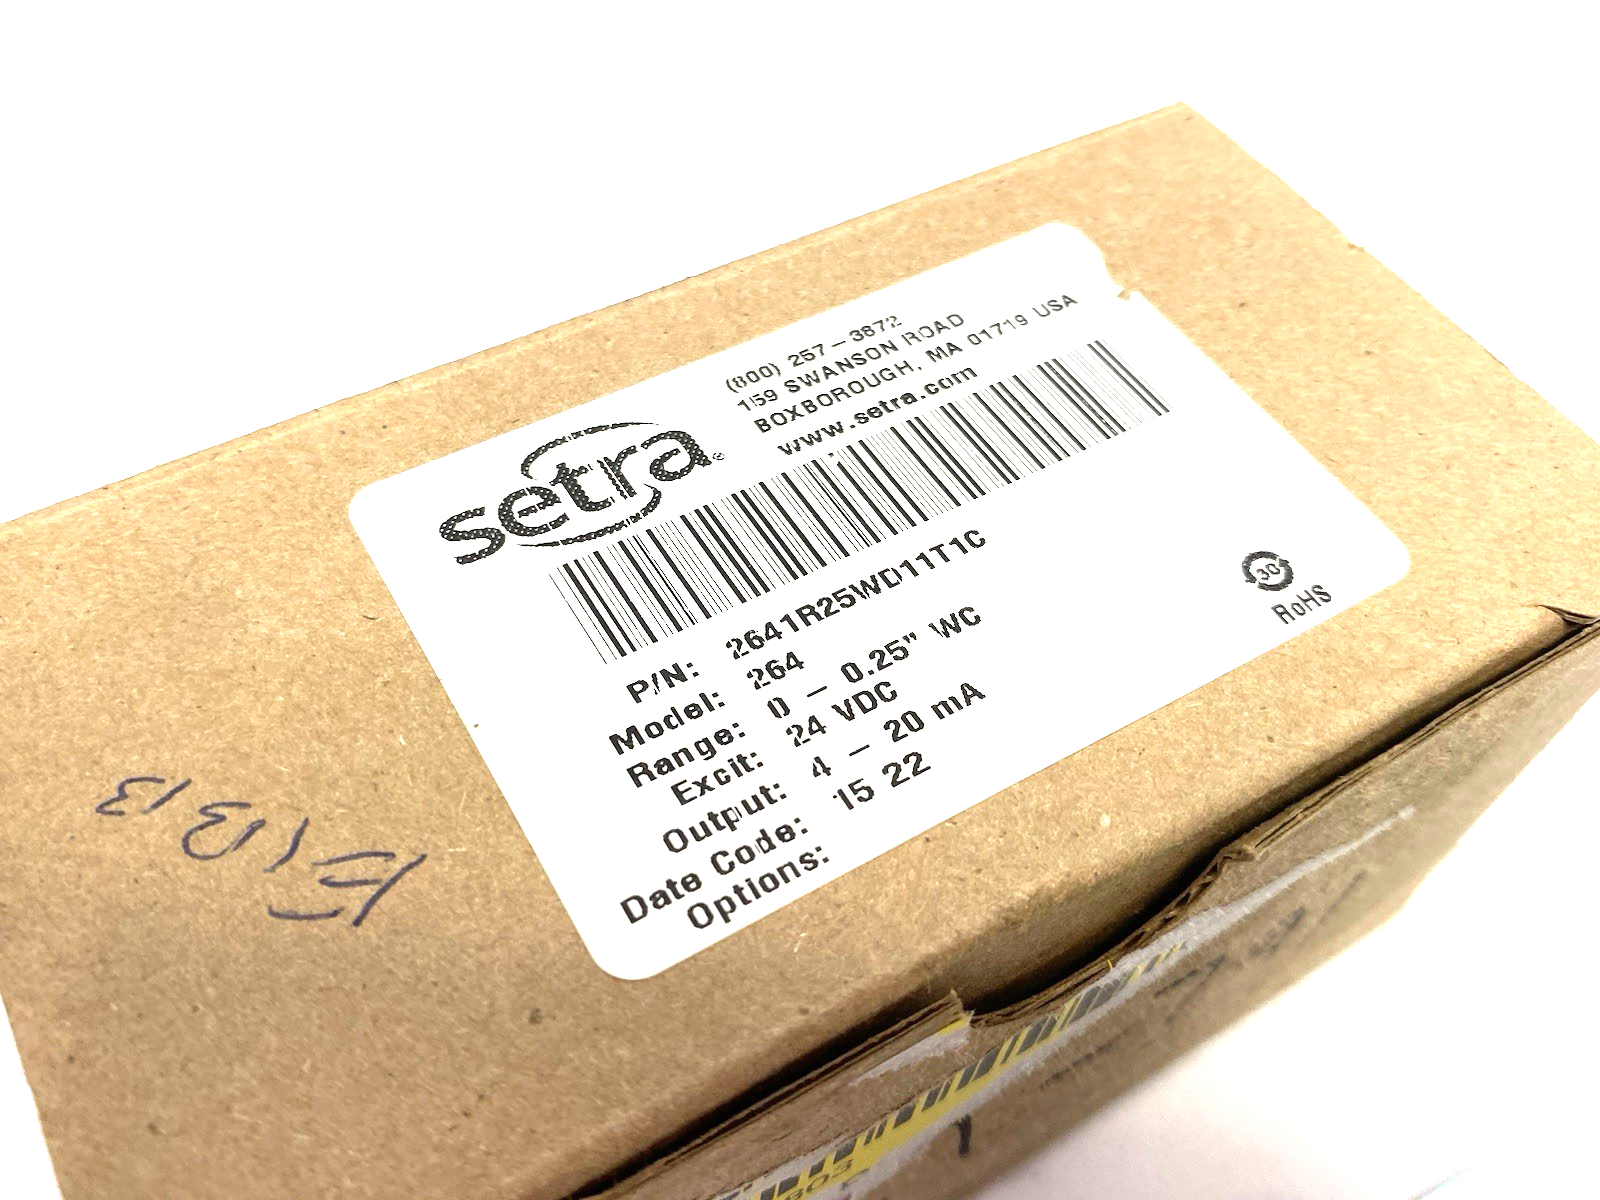 setra®
(800) 257-3872
159 SWANSON ROAD
BOXBOROUGH, MA 01719 USA
www.setra.com
P/N: 2641R25WD11T1C
Model: 264
Range: 0 - 0.25" WC
Excit: 24 VDC
Output: 4 - 20 mA
Date Code: 15 22
Options:
30
RoHS